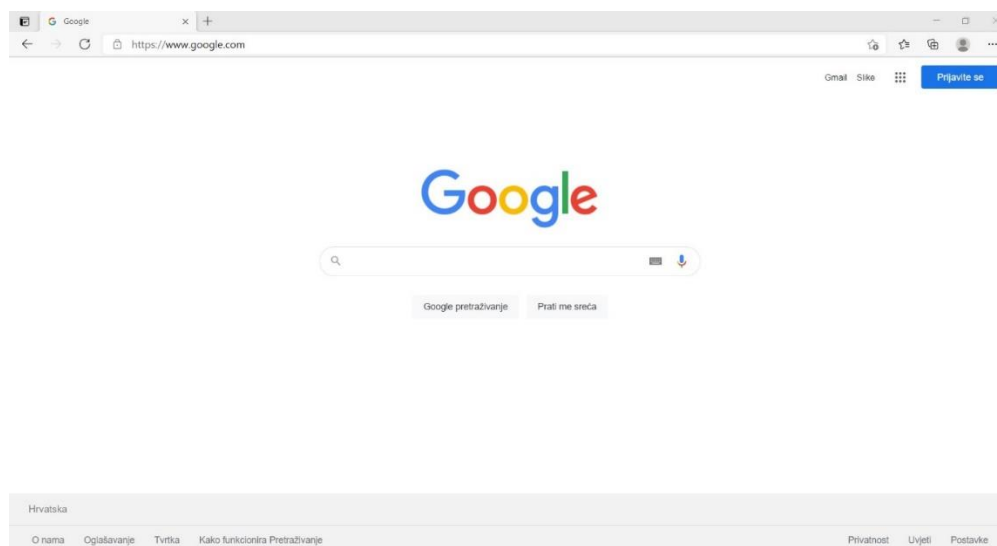 Google
https://www.google.com
Gmail Slike Prijavite se
Google
Google pretraživanje Prati me sreća
Hrvatska
O nama Oglašavanje Tvrtka Kako funkcionira Pretraživanje Privatnost Uvjeti Postavke